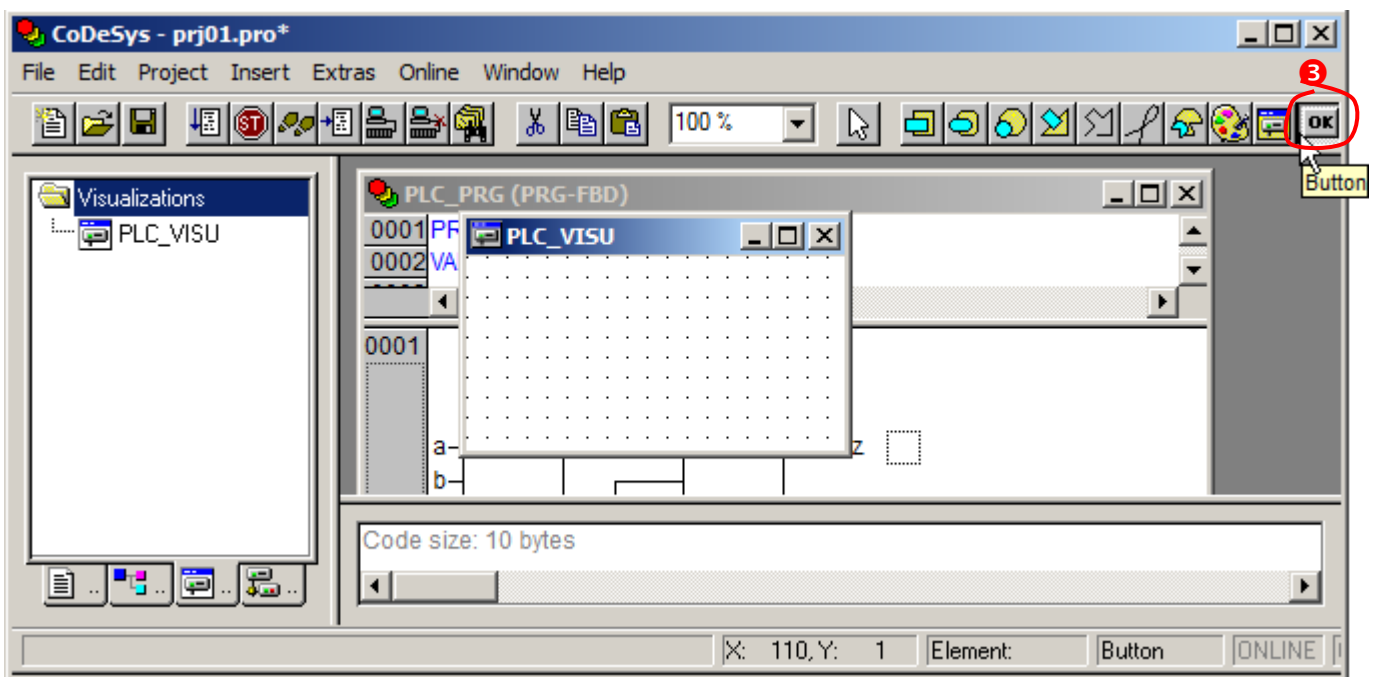 CoDeSys - prj01.pro*
File Edit Project Insert Extras Online Window Help
3
ST 100 % OK
Button
Visualizations
PLC_VISU
PLC_PRG (PRG-FBD)
0001 PR
0002 VA
PLC_VISU
0001
a
z
b
Code size: 10 bytes
.. .. .. ..
X: 110, Y: 1 Element: Button ONLINE